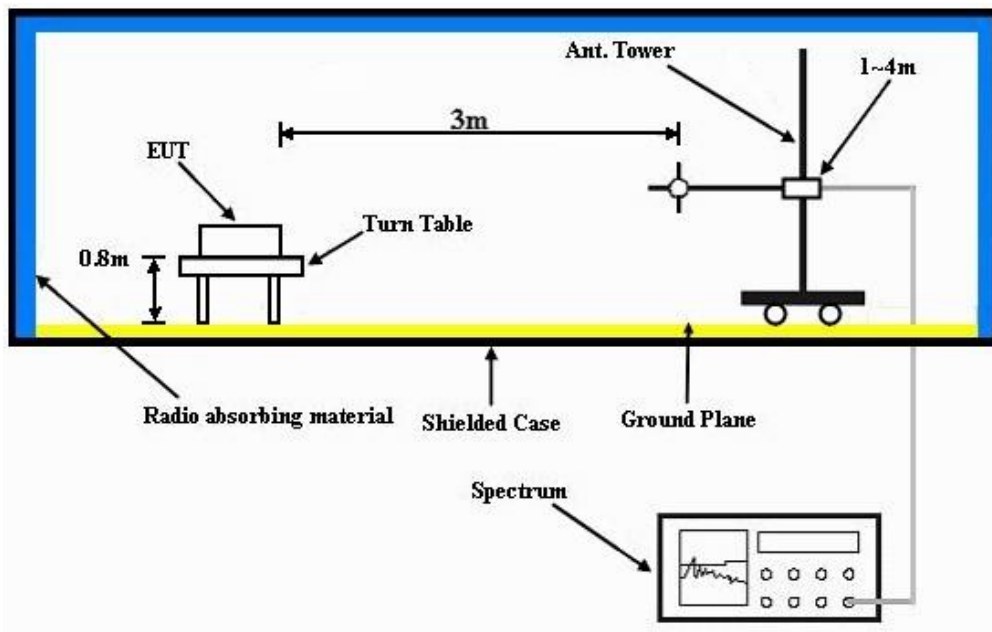 Ant. Tower
1~4m
3m
EUT
Turn Table
0.8m
Radio absorbing material
Shielded Case
Ground Plane
Spectrum